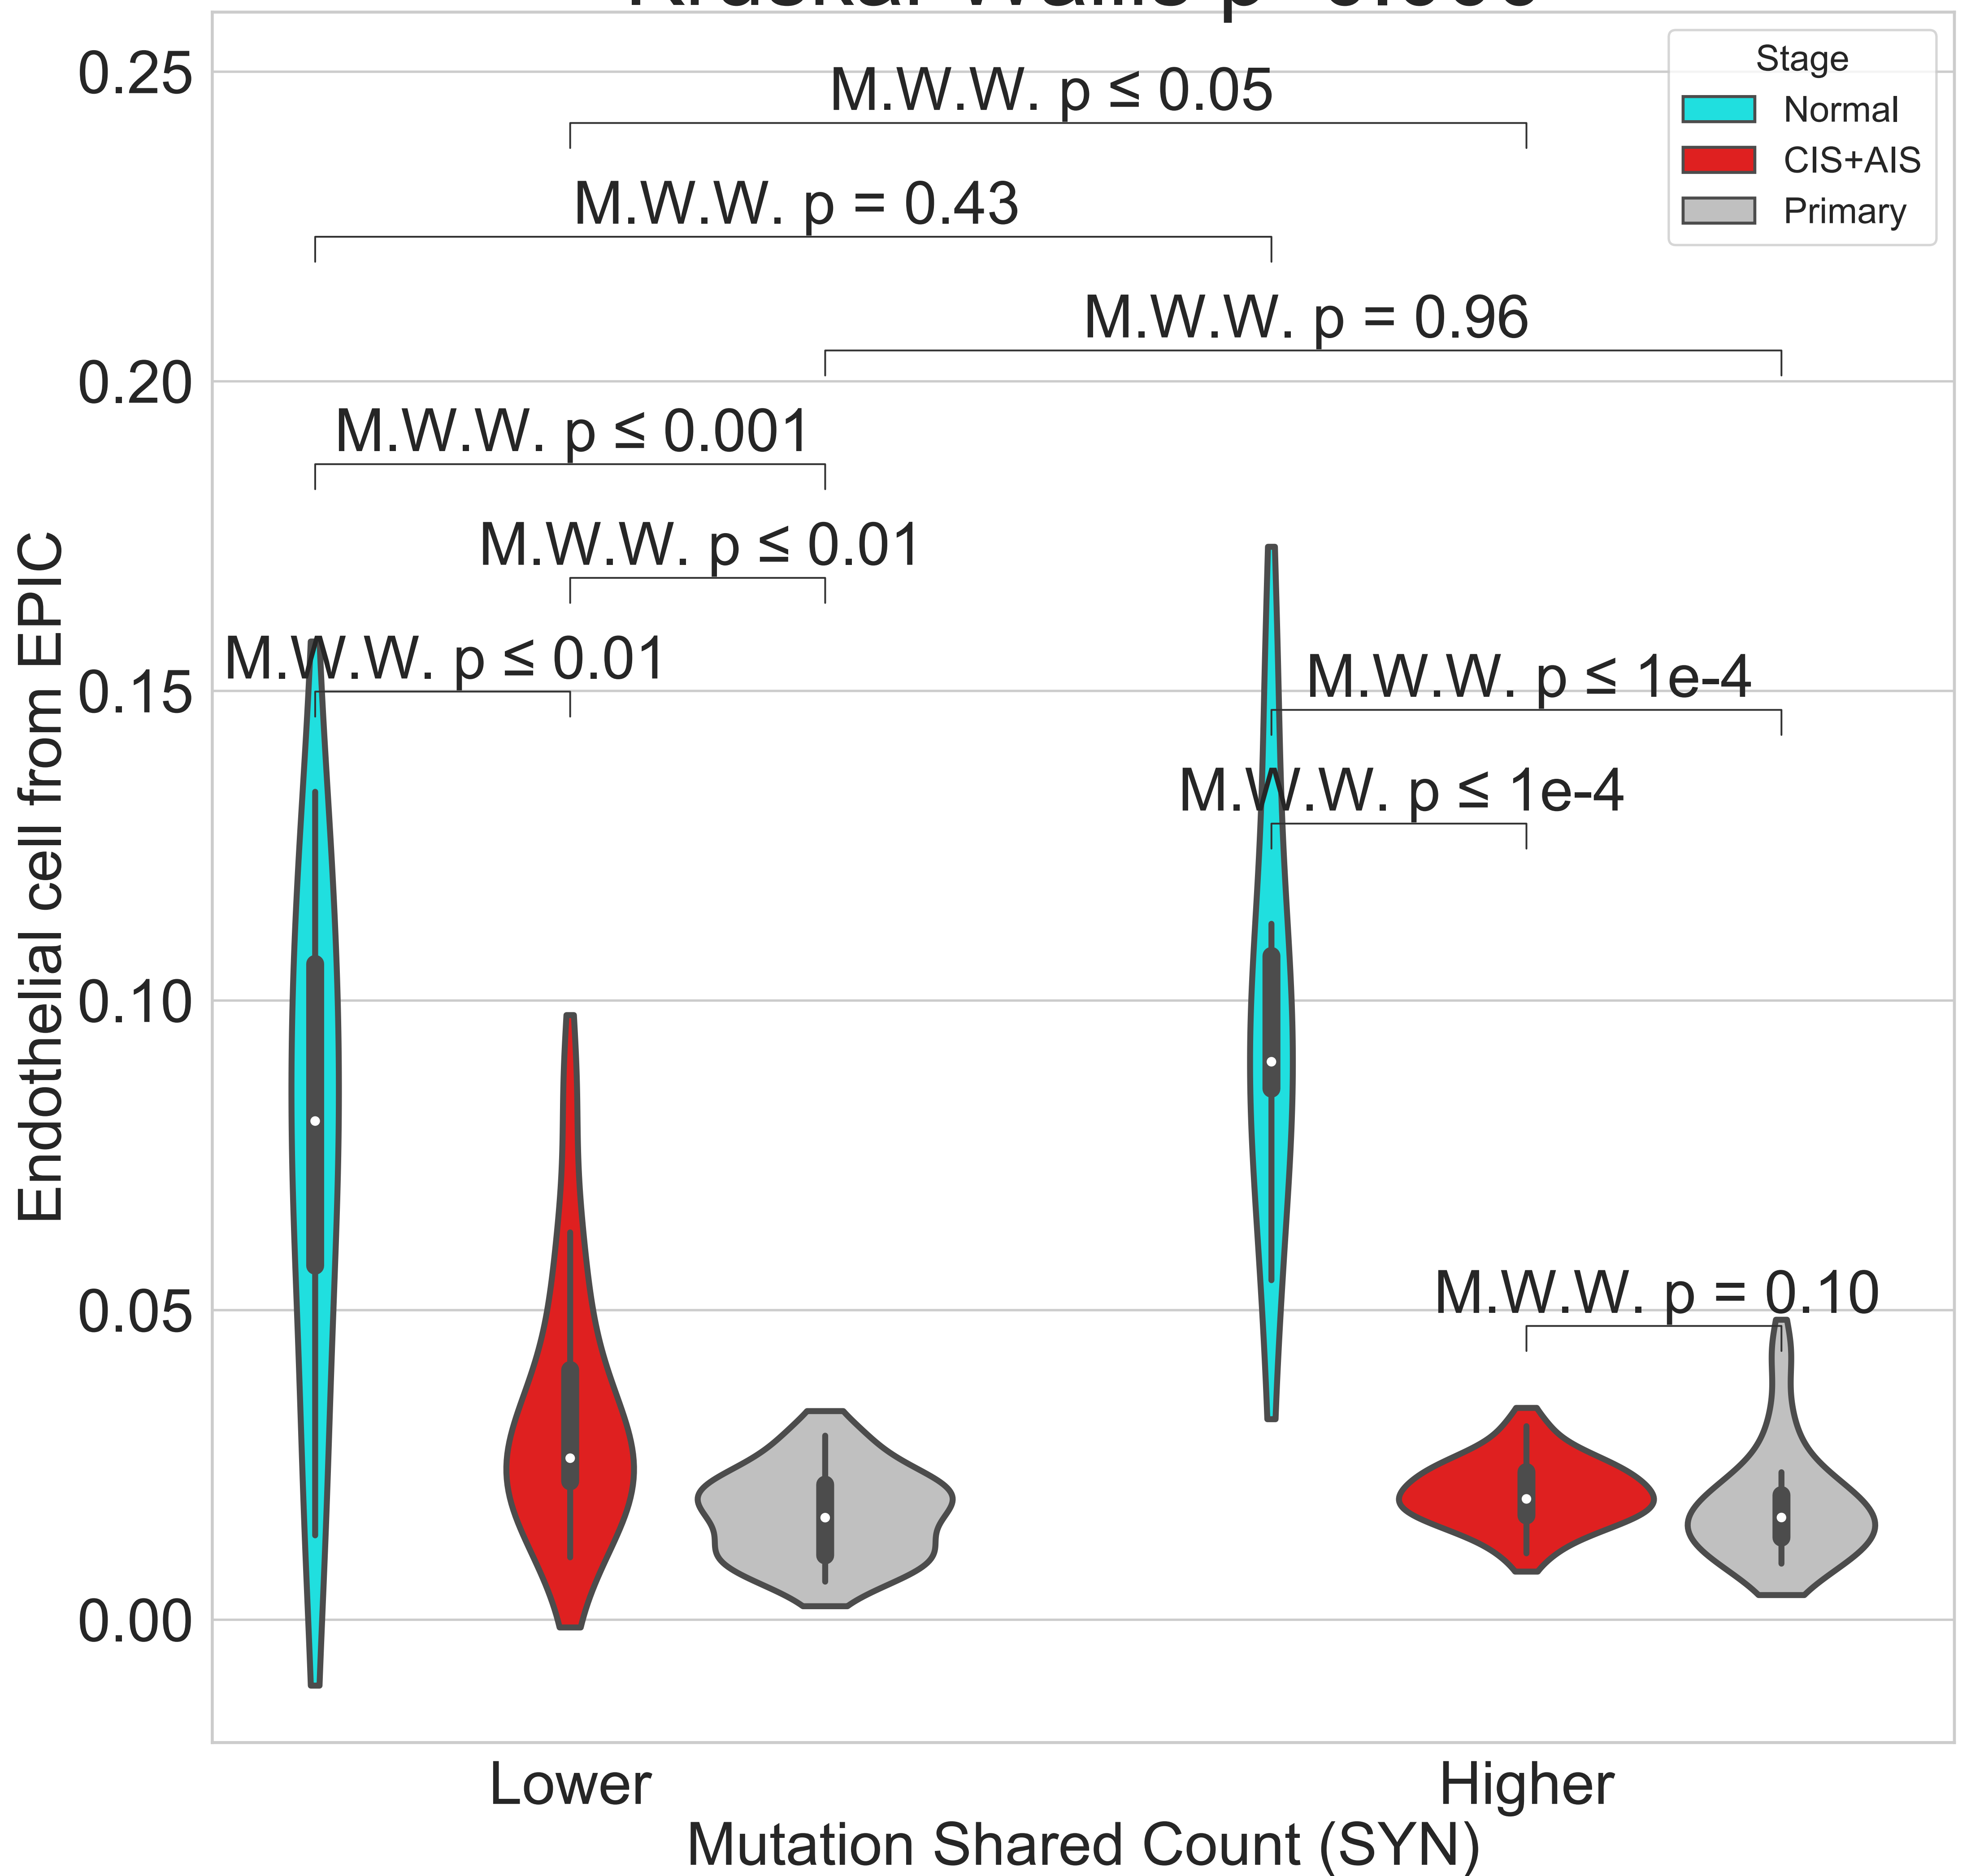 0.25
0.20
0.15
0.10
0.05
0.00
Endothelial cell from EPIC
M.W.W. p ≤ 0.05
M.W.W. p = 0.43
M.W.W. p = 0.96
M.W.W. p ≤ 0.001
M.W.W. p ≤ 0.01
M.W.W. p ≤ 0.01
M.W.W. p ≤ 1e-4
M.W.W. p ≤ 1e-4
M.W.W. p = 0.10
Stage
Normal
CIS+AIS
Primary
Lower
Higher
Mutation Shared Count (SYN)